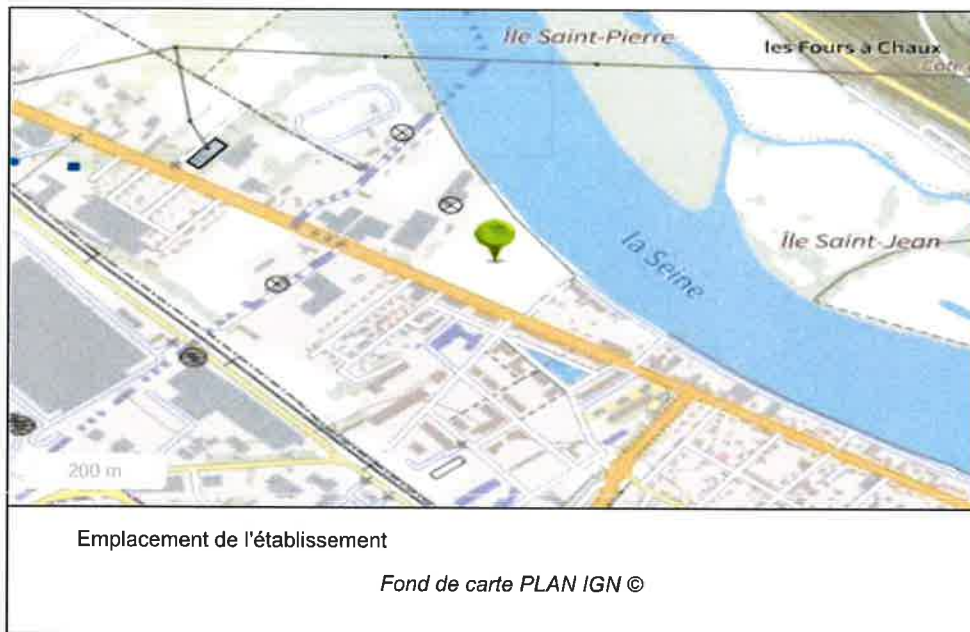 Île Saint-Pierre
les Fours à Chaux
la Seine
Île Saint-Jean
200 m
Emplacement de l'établissement
Fond de carte PLAN IGN ©